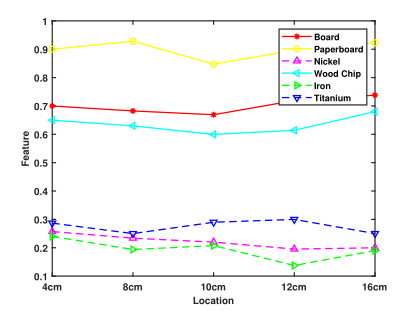 1
0.9
0.8
0.7
0.6
0.5
0.4
0.3
0.2
0.1
Feature
4cm 8cm 10cm 12cm 16cm
Location
Board
Paperboard
Nickel
Wood Chip
Iron
Titanium